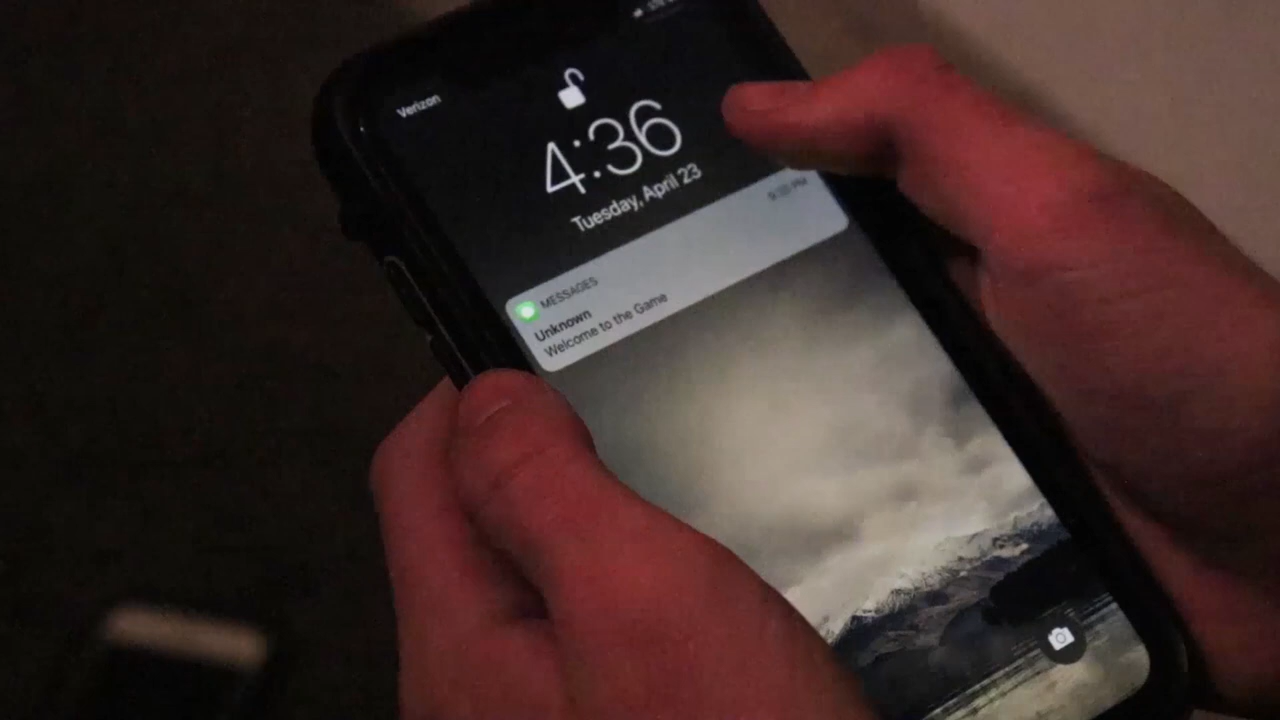 Verizon
4:36
Tuesday, April 23
MESSAGES
Unknown
Welcome to the Game